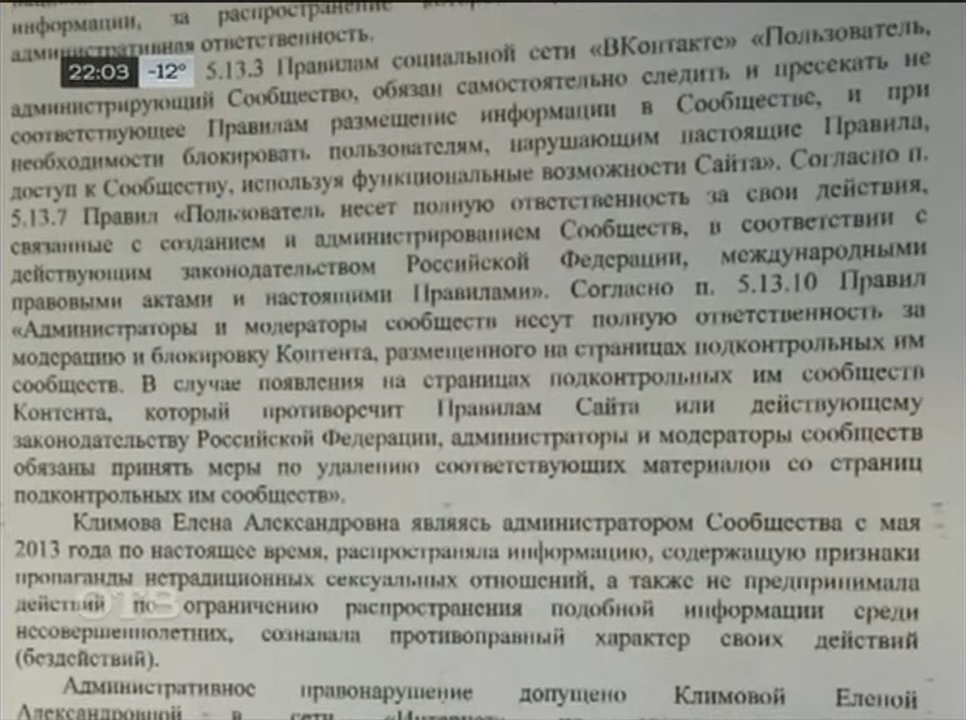 информации, за распространение
административная ответственность.
22:03 -12° 5.13.3 Правилам социальной сети «ВКонтакте» «Пользователь,
администрирующий Сообщество, обязан самостоятельно следить и пресекать не
соответствующее Правилам размещение информации в Сообществе, и при
необходимости блокировать пользователям, нарушающим настоящие Правила,
доступ к Сообществу, используя функциональные возможности Сайта». Согласно п.
5.13.7 Правил «Пользователь несет полную ответственность за свои действия,
связанные с созданием и администрированием Сообществ, в соответствии с
действующим законодательством Российской Федерации, международными
правовыми актами и настоящими Правилами». Согласно п. 5.13.10 Правил
«Администраторы и модераторы сообществ несут полную ответственность за
модерацию и блокировку Контента, размещенного на страницах подконтрольных им
сообществ. В случае появления на страницах подконтрольных им сообществ
Контента, который противоречит Правилам Сайта или действующему
законодательству Российской Федерации, администраторы и модераторы сообществ
обязаны принять меры по удалению соответствующих материалов со страниц
подконтрольных им сообществ».
Климова Елена Александровна являясь администратором Сообщества с мая
2013 года по настоящее время, распространяла информацию, содержащую признаки
пропаганды нетрадиционных сексуальных отношений, а также не предпринимала
действий по ограничению распространения подобной информации среди
несовершеннолетних, сознавала противоправный характер своих действий
(бездействий).
ОТВ
Административное правонарушение допущено Климовой Еленой
Александровной - в сети «Интернет»